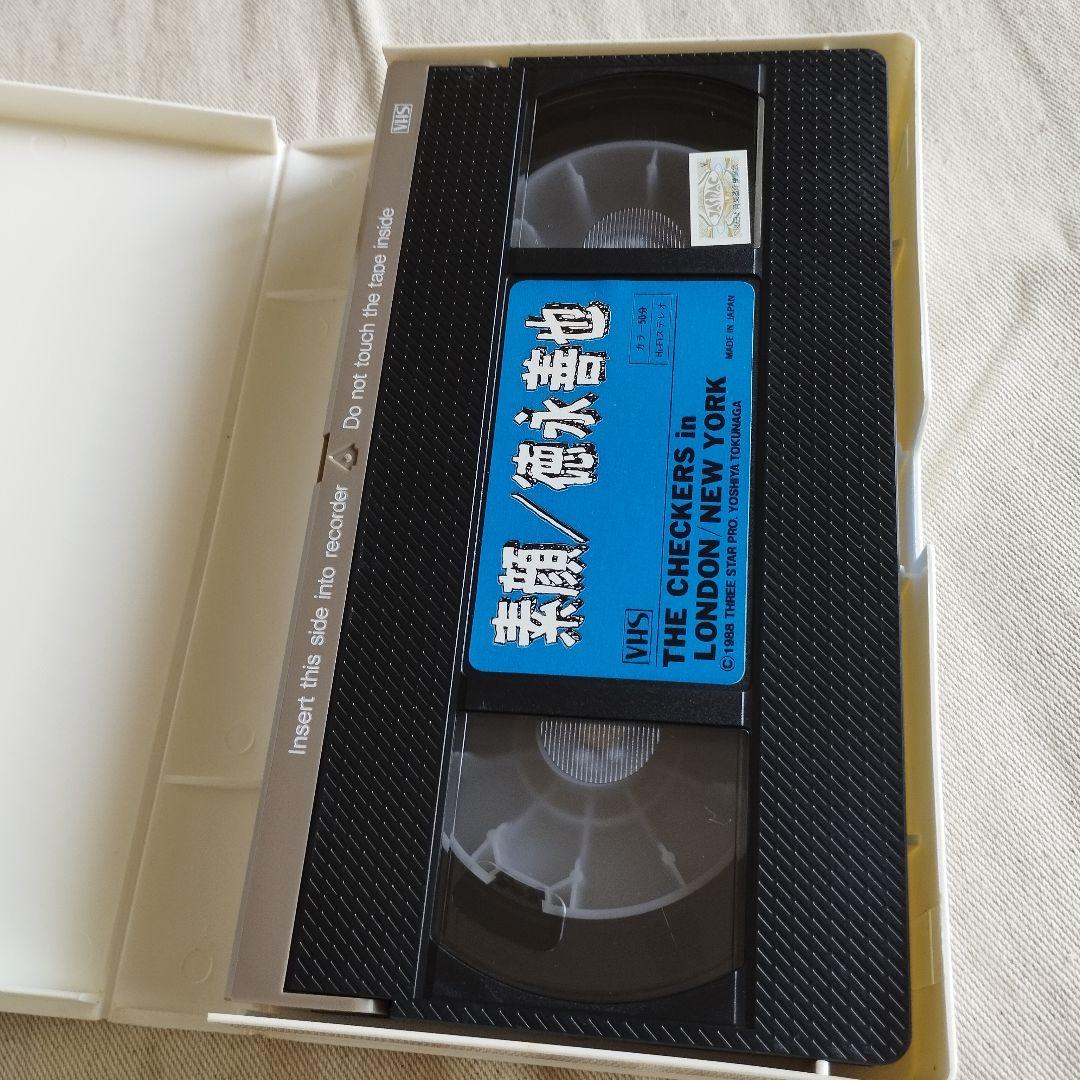 VHS
Insert this side into recorder Do not touch the tape inside
JASRAC
素顔/徳永善也
カラー 50分
Hi-Fiステレオ
VHS
THE CHECKERS in
LONDON/NEW YORK
MADE IN JAPAN
©1988 THREE STAR PRO. YOSHIYA TOKUNAGA